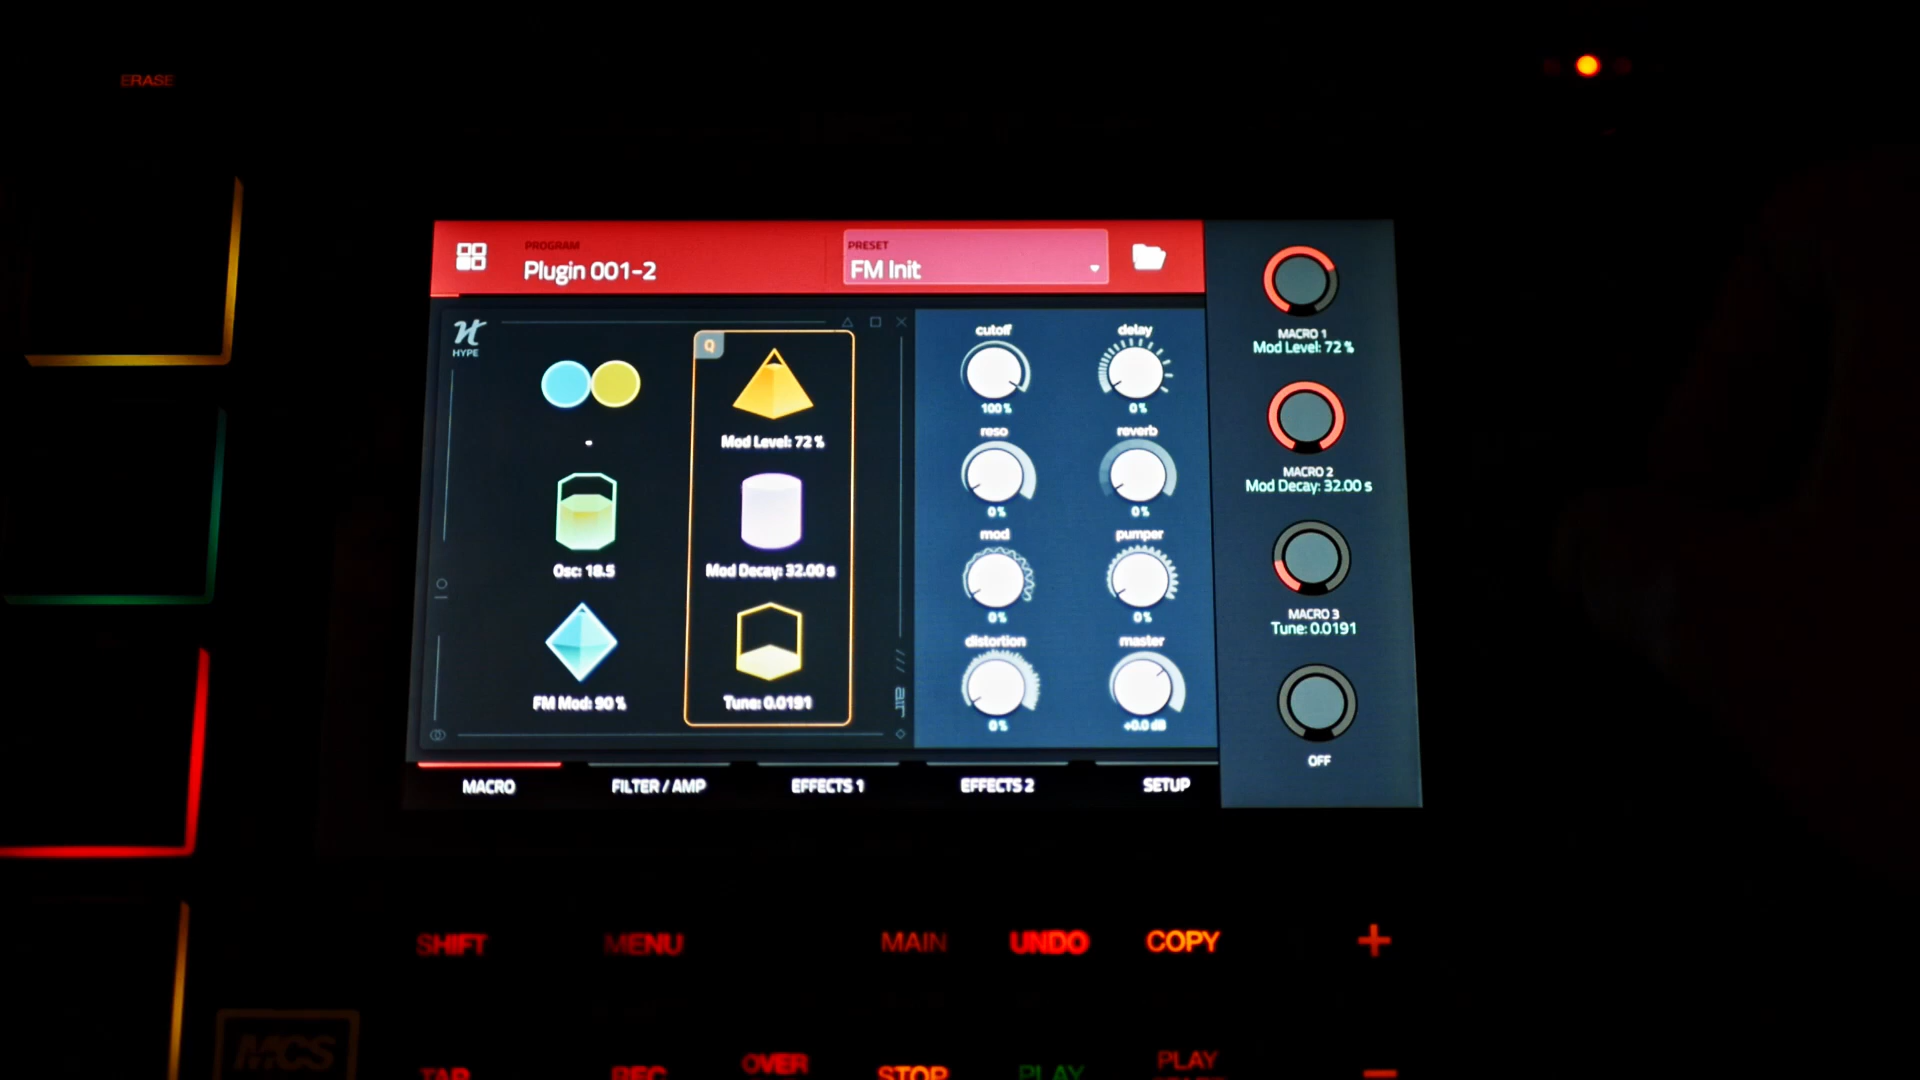 ERASE
PROGRAM
Plugin 001-2
PRESET
FM Init
HYPE
Q
-
Mod Level: 72 %
Osc: 18.5
Mod Decay: 32.00 s
FM Mod: 90 %
Tune: 0.0191
AIR
cutoff
100 %
delay
0 %
reso
0 %
reverb
0 %
mod
0 %
pumper
0 %
distortion
0 %
master
+0.0 dB
MACRO 1
Mod Level: 72 %
MACRO 2
Mod Decay: 32.00 s
MACRO 3
Tune: 0.0191
OFF
MACRO
FILTER / AMP
EFFECTS 1
EFFECTS 2
SETUP
SHIFT
MENU
MAIN
UNDO
COPY
+
MCS
TAP
REC
OVER
STOP
PLAY
PLAY
-